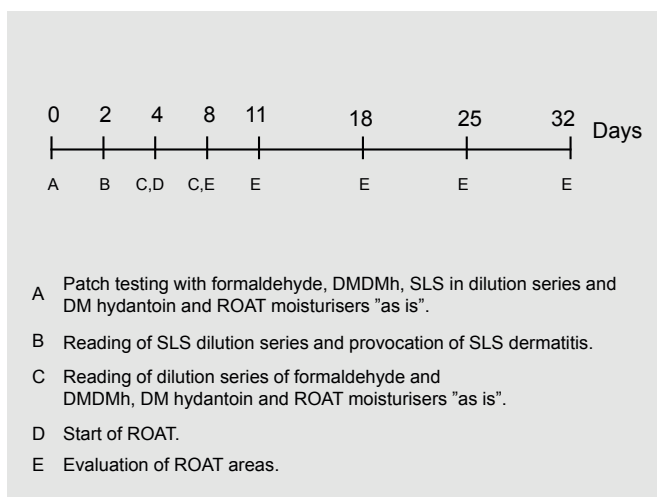 0 2 4 8 11 18 25 32 Days
A B C,D C,E E E E E
A Patch testing with formaldehyde, DMDMh, SLS in dilution series and
DM hydantoin and ROAT moisturisers ”as is”.
B Reading of SLS dilution series and provocation of SLS dermatitis.
C Reading of dilution series of formaldehyde and
DMDMh, DM hydantoin and ROAT moisturisers ”as is”.
D Start of ROAT.
E Evaluation of ROAT areas.